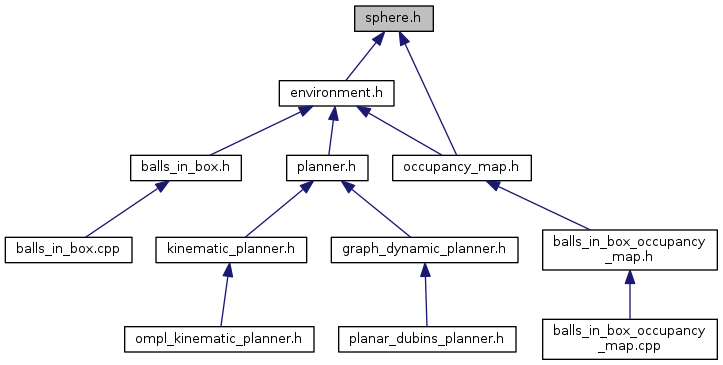 sphere.h
environment.h
balls_in_box.h
planner.h
occupancy_map.h
balls_in_box.cpp
kinematic_planner.h
graph_dynamic_planner.h
balls_in_box_occupancy
_map.h
ompl_kinematic_planner.h
planar_dubins_planner.h
balls_in_box_occupancy
_map.cpp